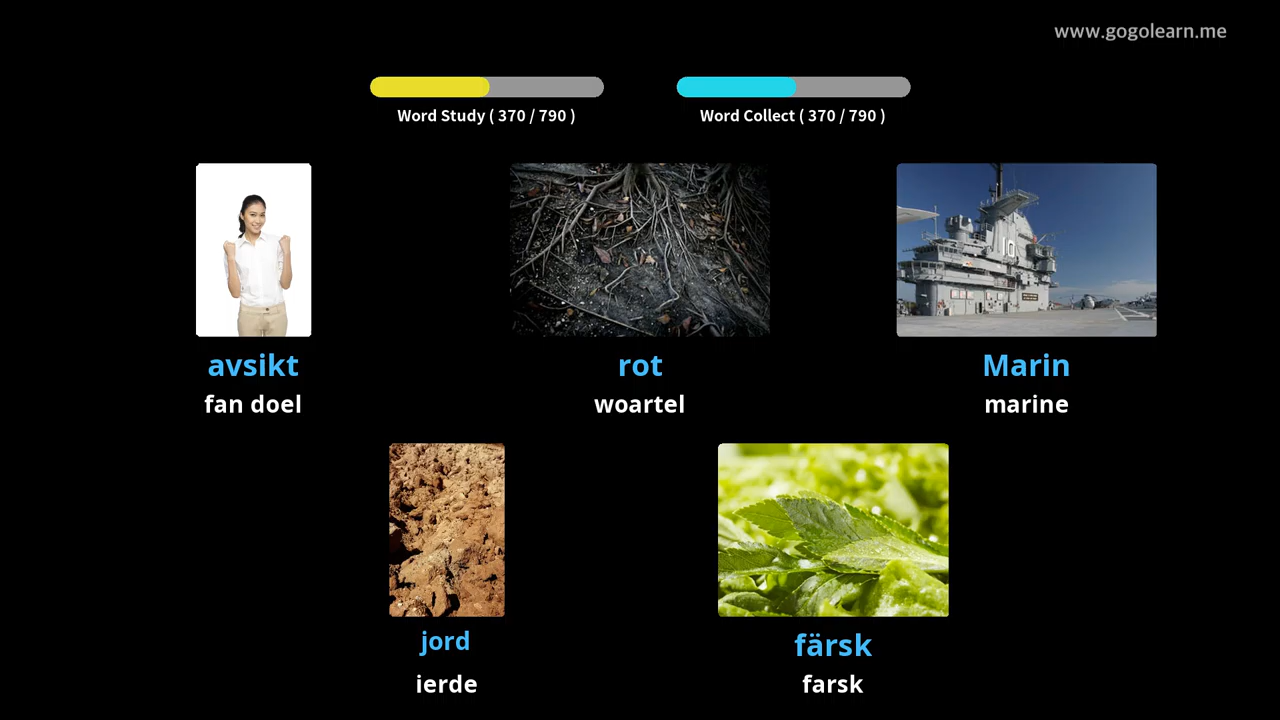 www.gogolearn.me
Word Study ( 370 / 790 )
Word Collect ( 370 / 790 )
10
avsikt
fan doel
rot
woartel
Marin
marine
jord
ierde
färsk
farsk